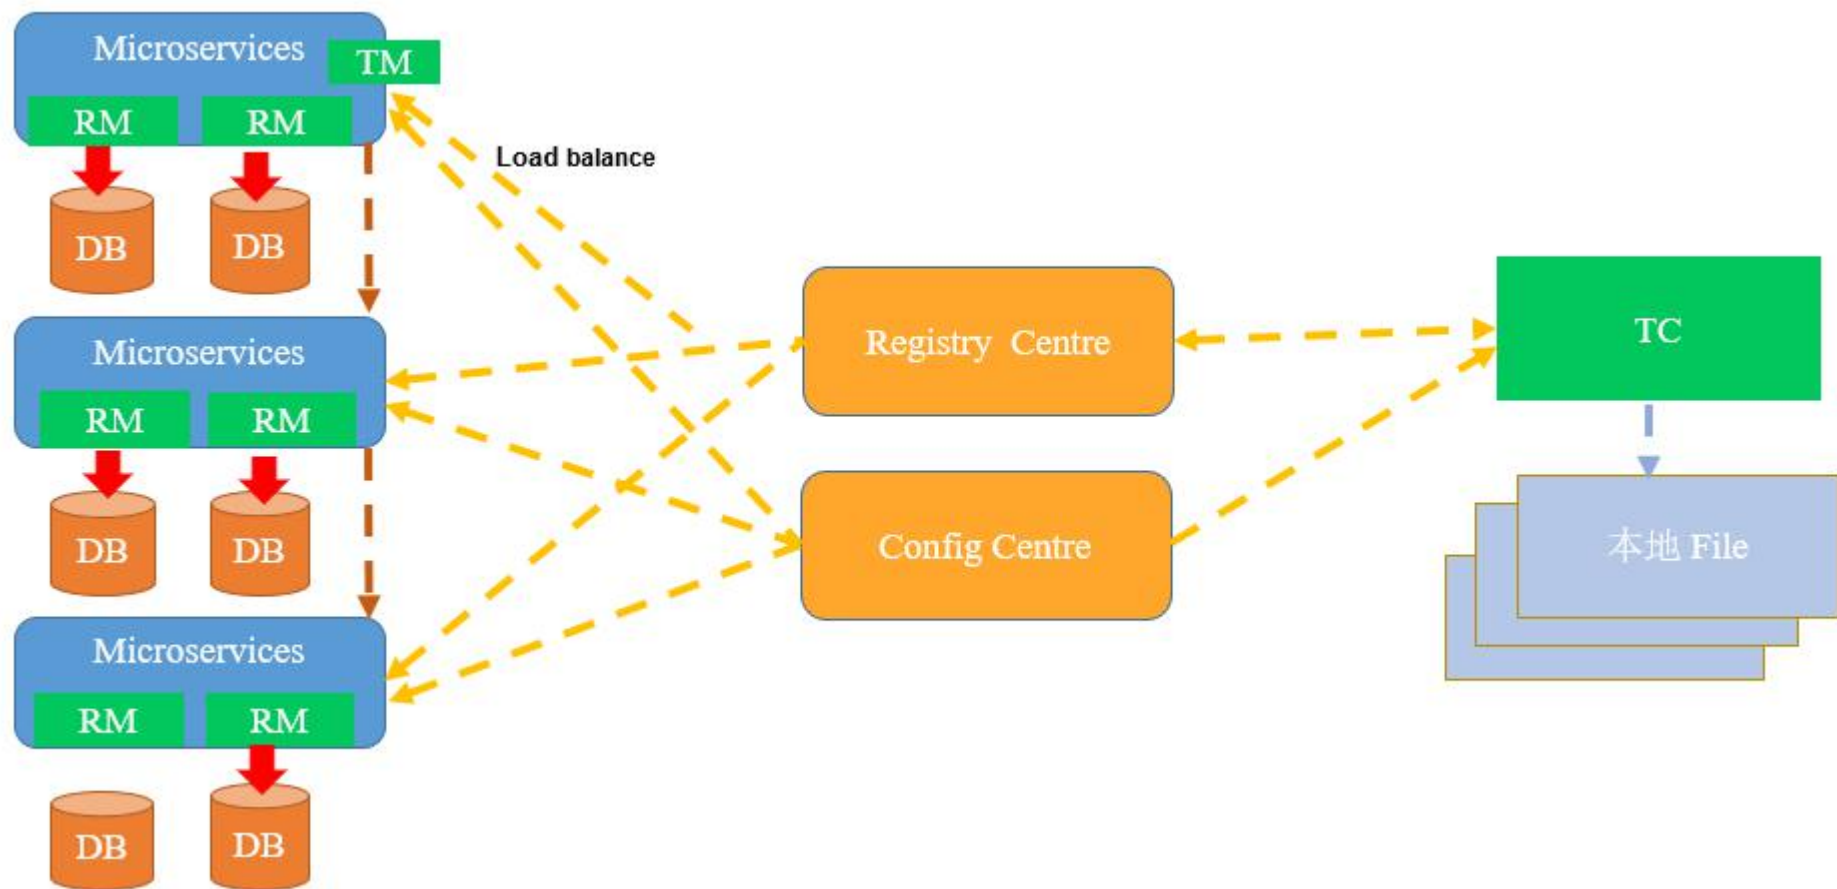 Microservices
TM
RM
RM
Load balance
DB
DB
Microservices
RM
RM
DB
DB
Microservices
RM
RM
DB
DB
Registry Centre
Config Centre
TC
本地 File